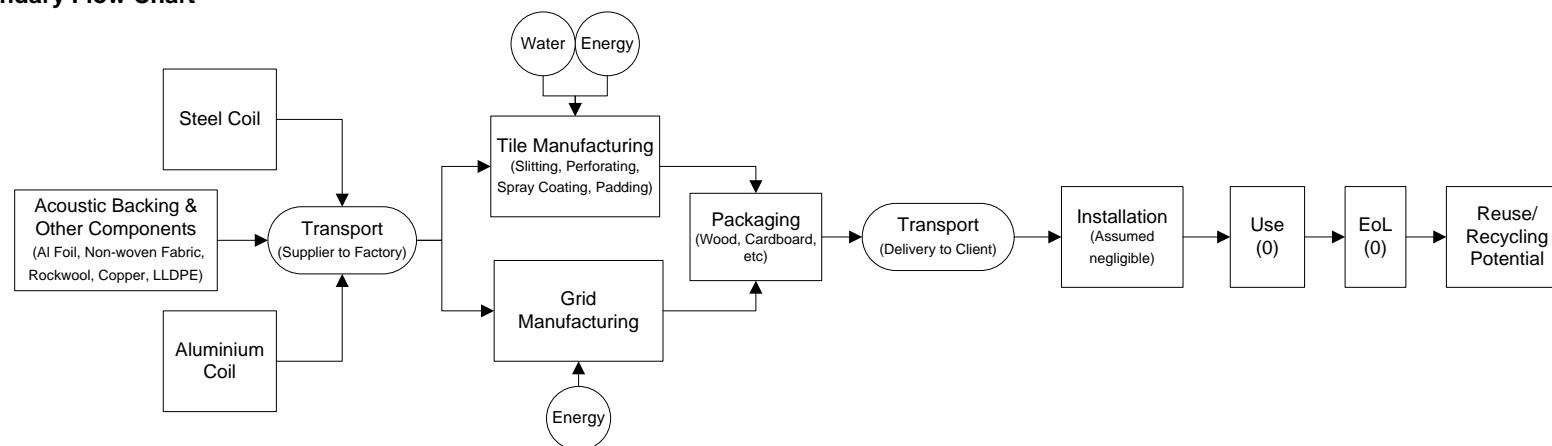 Flow Chart
Water
Energy
Steel Coil
Tile Manufacturing
(Slitting, Perforating,
Spray Coating, Padding)
Acoustic Backing &
Other Components
(Al Foil, Non-woven Fabric,
Rockwool, Copper, LLDPE)
Transport
(Supplier to Factory)
Packaging
(Wood, Cardboard,
etc)
Transport
(Delivery to Client)
Installation
(Assumed
negligible)
Use
(0)
EoL
(0)
Reuse/
Recycling
Potential
Grid
Manufacturing
Aluminium
Coil
Energy